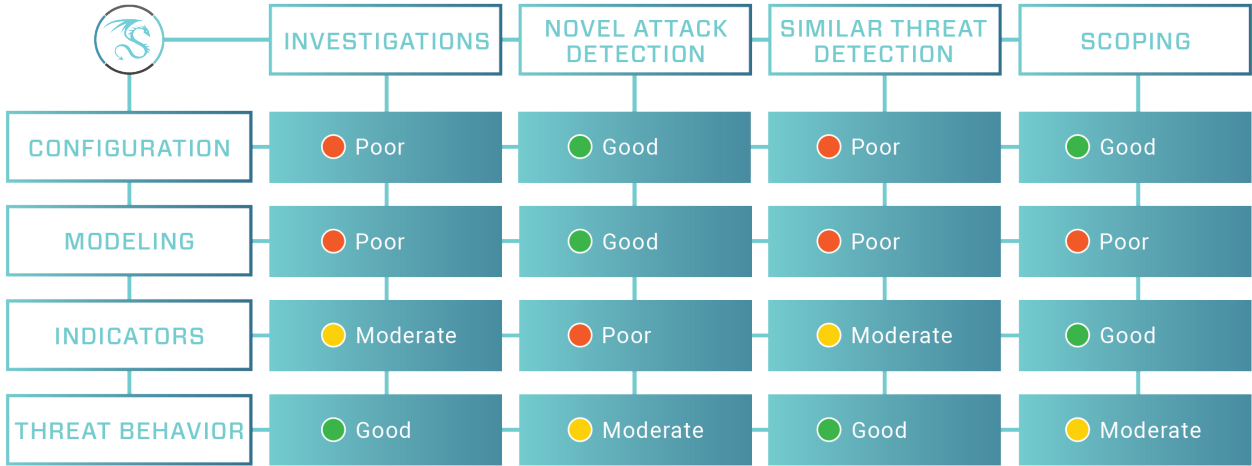 INVESTIGATIONS
NOVEL ATTACK
DETECTION
SIMILAR THREAT
DETECTION
SCOPING
CONFIGURATION
Poor
Good
Poor
Good
MODELING
Poor
Good
Poor
Poor
INDICATORS
Moderate
Poor
Moderate
Good
THREAT BEHAVIOR
Good
Moderate
Good
Moderate